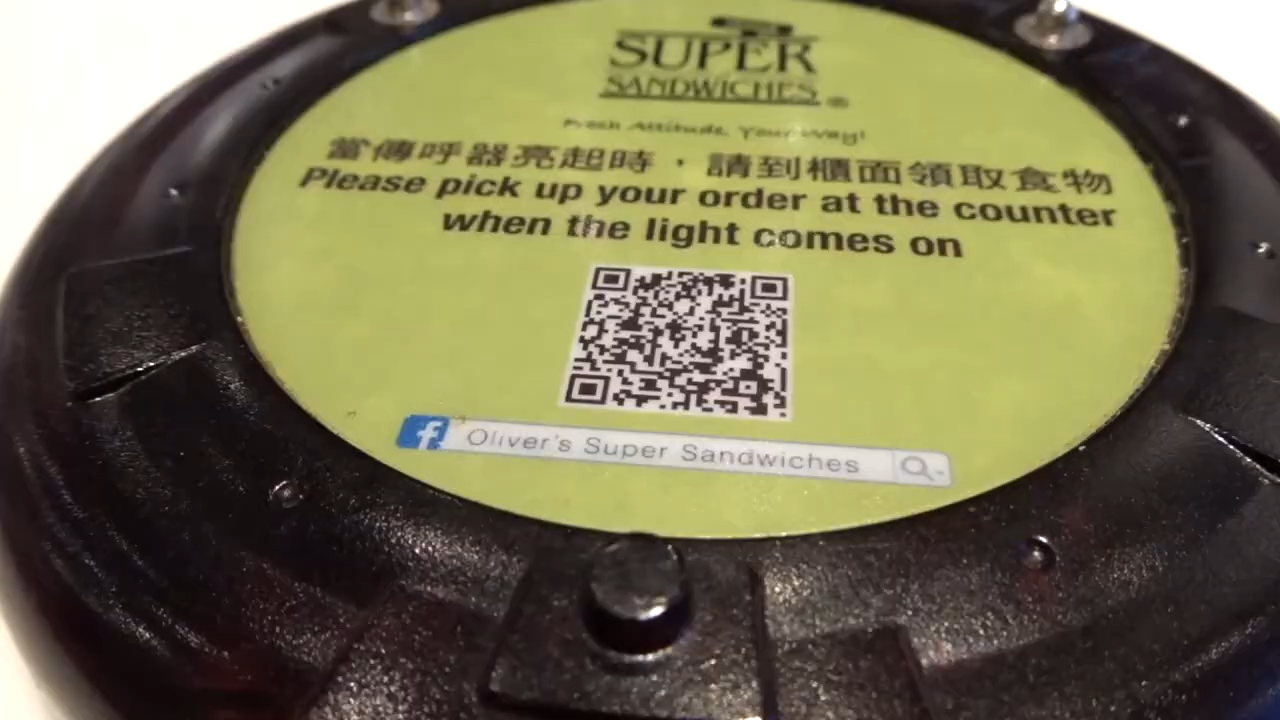 SUPER
SANDWICHES ®
Fresh Attitude, Your Way!
當傳呼器亮起時，請到櫃面領取食物
Please pick up your order at the counter
when the light comes on
f Oliver's Super Sandwiches